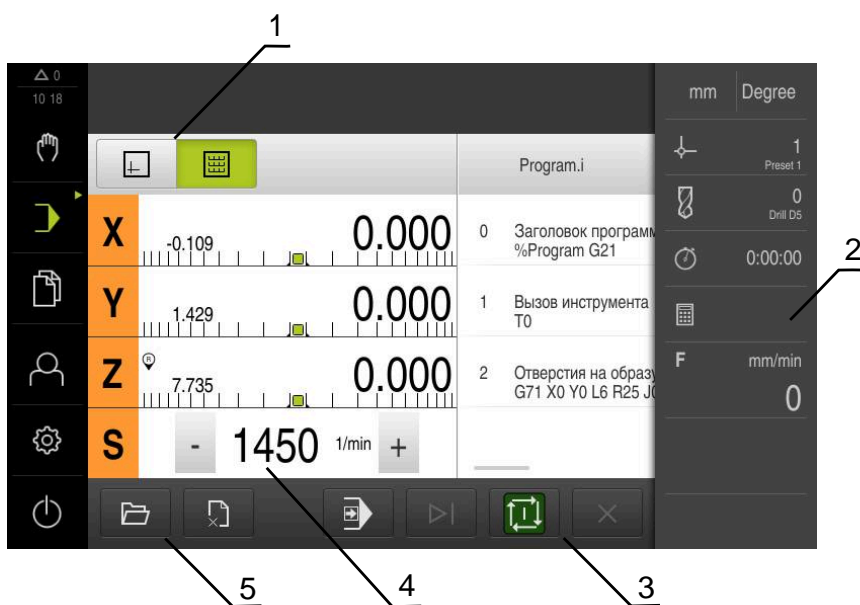 1
0
10 18
mm Degree
1
Preset 1
Program.i
0
Drill D5
X -0.109 0.000
0 Заголовок программ
%Program G21
0:00:00
2
Y 1.429 0.000
1 Вызов инструмента
T0
Z R 7.735 0.000
2 Отверстия на образц
G71 X0 Y0 L6 R25 J0
F mm/min
0
S - 1450 1/min +
5
4
3